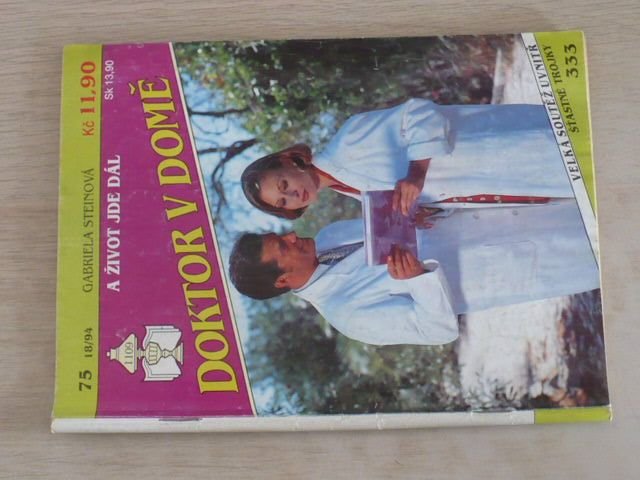 75 18/94 GABRIELA STEINOVÁ Kč 11,90
Sk 13,90
A ŽIVOT JDE DÁL
1109
DOKTOR V DOMĚ
VELKÁ SOUTĚŽ UVNITŘ
ŠŤASTNÉ TROJKY
333